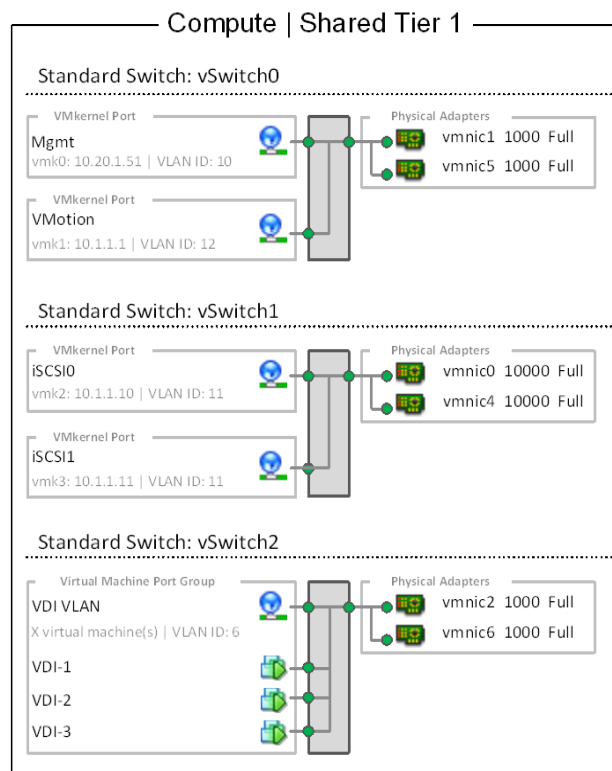 Compute | Shared Tier 1
Standard Switch: vSwitch0
VMkernel Port
Physical Adapters
Mgmt
vmk0: 10.20.1.51 | VLAN ID: 10
vmnic1 1000 Full
vmnic5 1000 Full
VMkernel Port
VMotion
vmk1: 10.1.1.1 | VLAN ID: 12
Standard Switch: vSwitch1
VMkernel Port
Physical Adapters
iSCSI0
vmk2: 10.1.1.10 | VLAN ID: 11
vmnic0 10000 Full
vmnic4 10000 Full
VMkernel Port
iSCSI1
vmk3: 10.1.1.11 | VLAN ID: 11
Standard Switch: vSwitch2
Virtual Machine Port Group
Physical Adapters
VDI VLAN
X virtual machine(s) | VLAN ID: 6
vmnic2 1000 Full
vmnic6 1000 Full
VDI-1
VDI-2
VDI-3